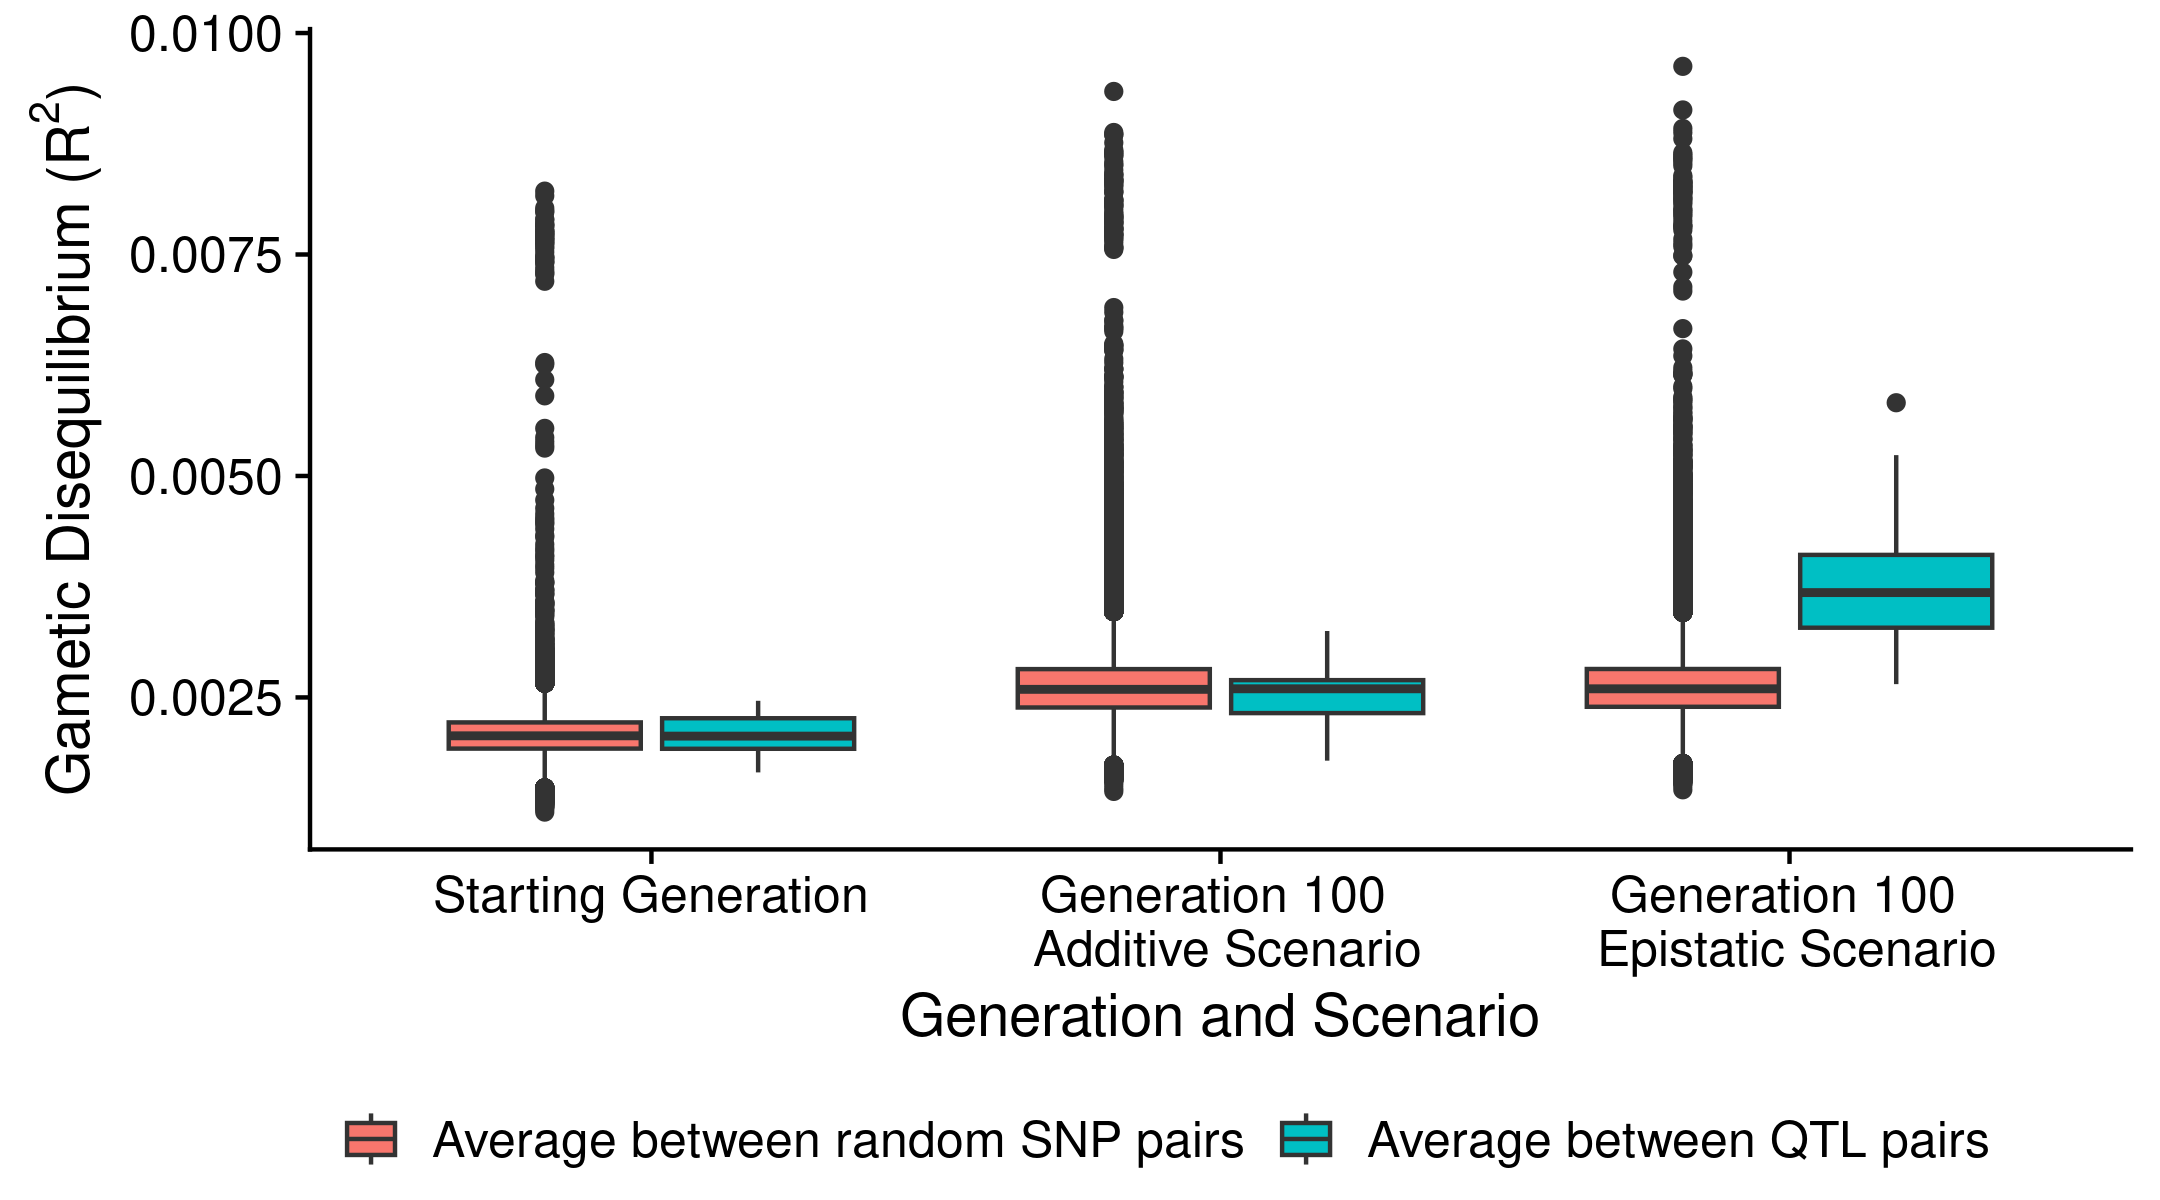 0.0100
0.0075
0.0050
0.0025
Gametic Disequilibrium (R²)
Starting Generation
Generation 100
Additive Scenario
Generation 100
Epistatic Scenario
Generation and Scenario
Average between random SNP pairs
Average between QTL pairs